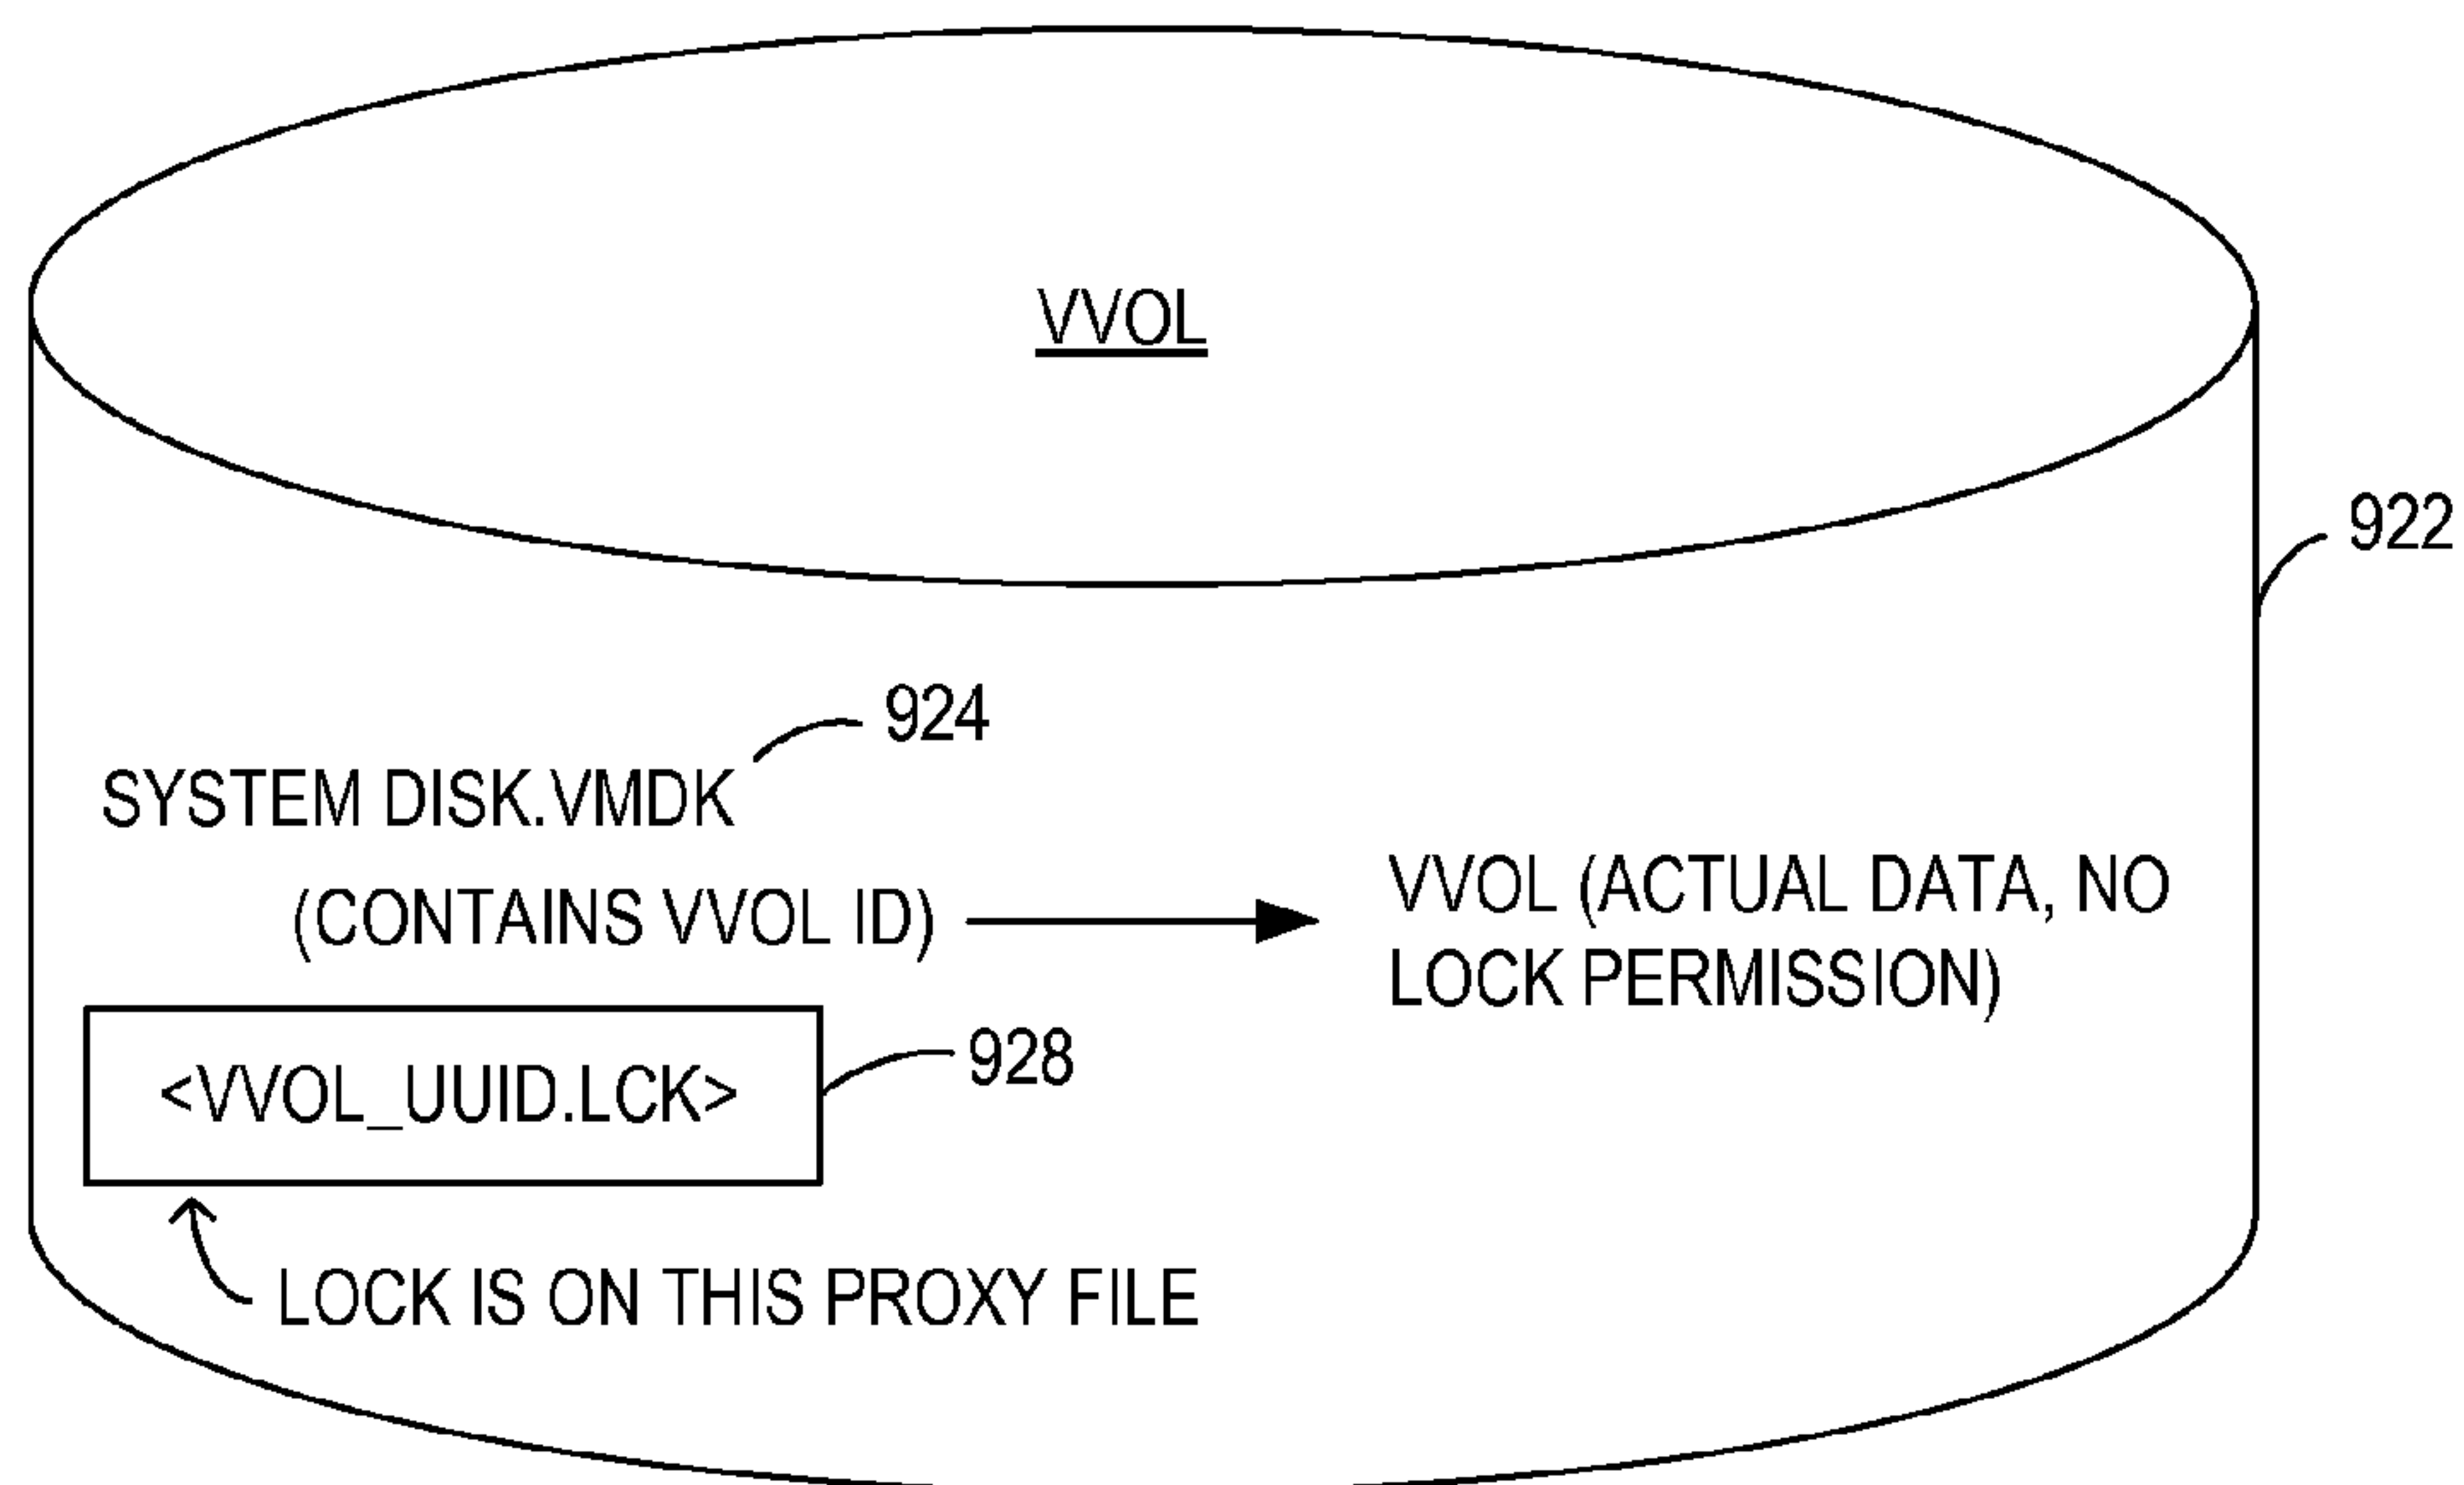 VVOL
922
924
SYSTEM DISK.VMDK
(CONTAINS VVOL ID)
VVOL (ACTUAL DATA, NO
LOCK PERMISSION)
<VVOL_UUID.LCK>
928
LOCK IS ON THIS PROXY FILE